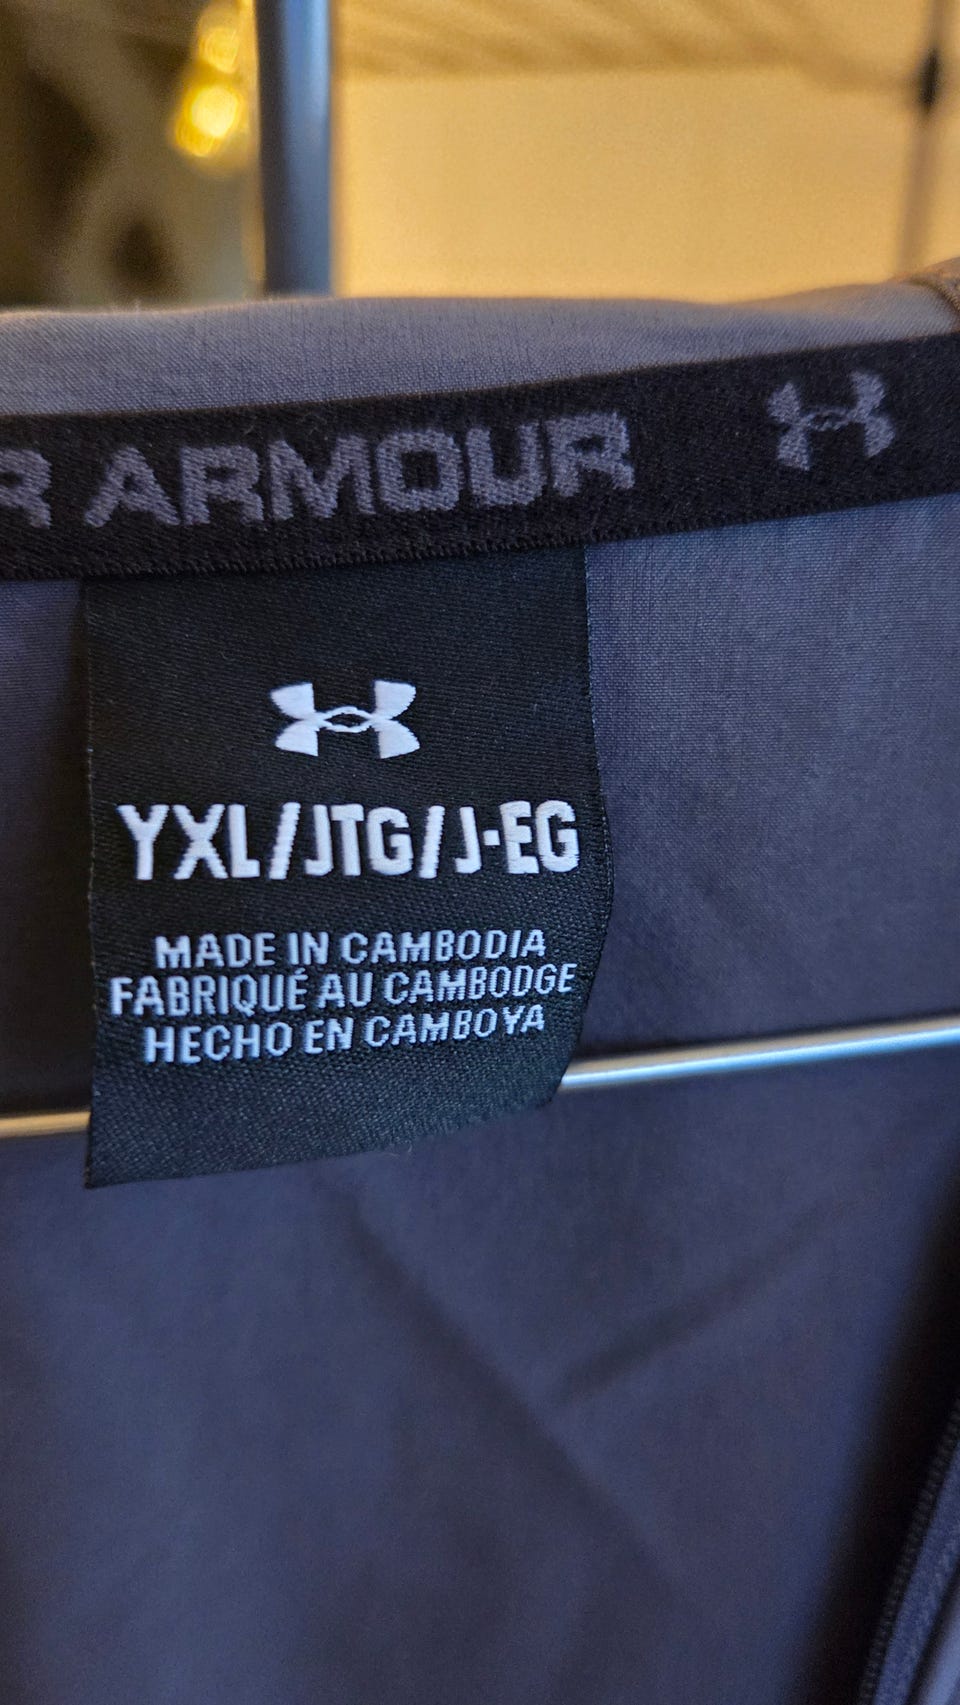 R ARMOUR
YXL/JTG/J·EG
MADE IN CAMBODIA
FABRIQUÉ AU CAMBODGE
HECHO EN CAMBOYA